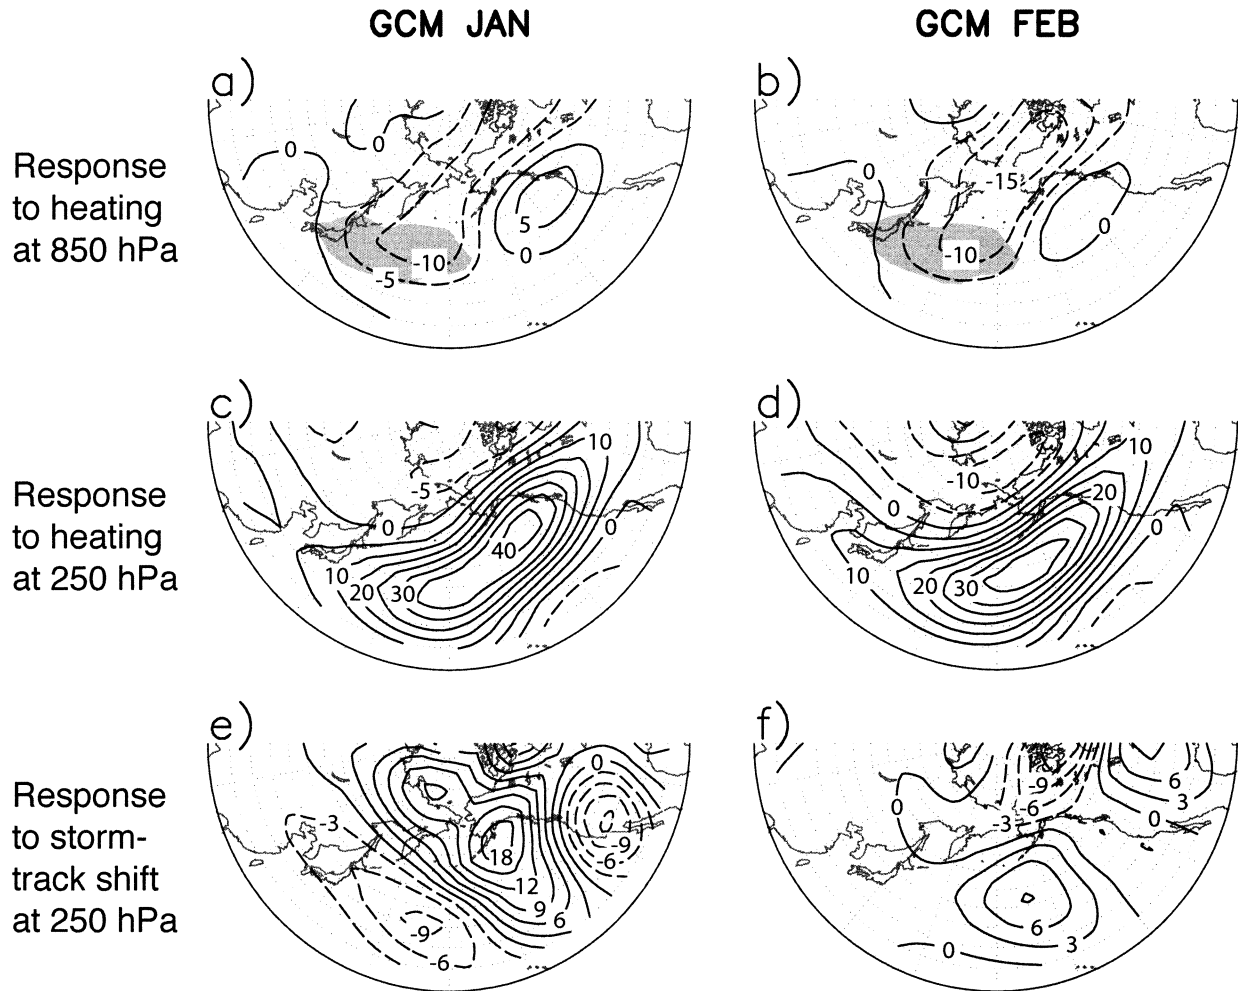 GCM JAN
GCM FEB
a)
b)
Response
to heating
at 850 hPa
0
0
5
0
-10
-5
0
-15
0
-10
c)
d)
Response
to heating
at 250 hPa
10
-5
0
0
40
10
20
30
10
-10
20
0
0
10
20
30
e)
f)
Response
to storm-
track shift
at 250 hPa
0
-3
0
-9
6
18
12
9
6
-9
-6
-9
-6
-3
0
6
3
0
6
3
0